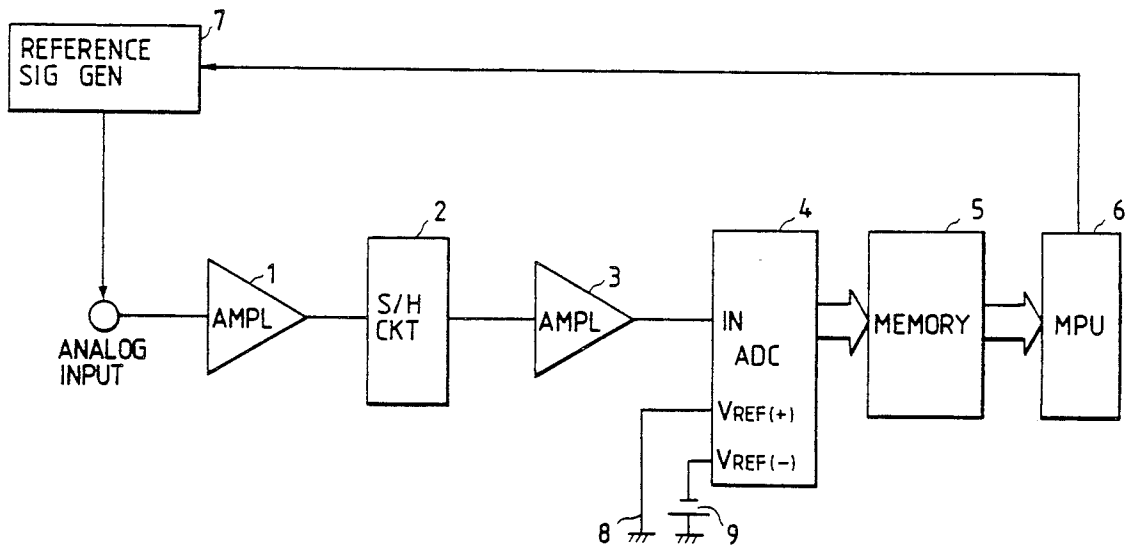 7
REFERENCE
SIG GEN
1
AMPL
2
S/H
CKT
3
AMPL
4
IN
ADC
VREF(+)
VREF(-)
5
MEMORY
6
MPU
ANALOG
INPUT
8
9